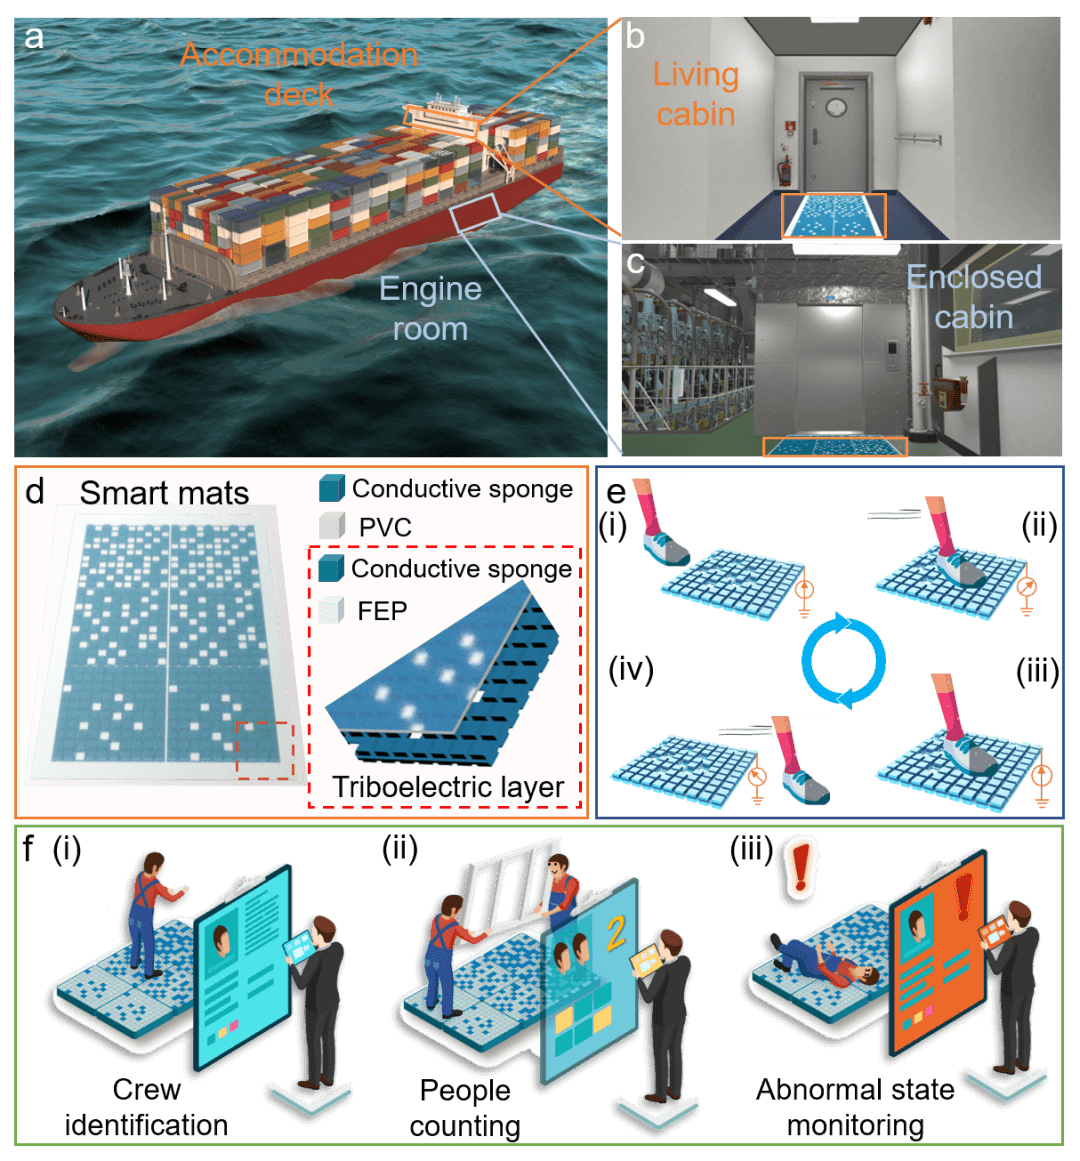 a
Accommodation
deck
Engine
room
b
Living
cabin
c
Enclosed
cabin
d
Smart mats
Conductive sponge
PVC
Conductive sponge
FEP
Triboelectric layer
e
(i)
(ii)
(iv)
(iii)
f
(i)
(ii)
(iii)
2
Crew
identification
People
counting
Abnormal state
monitoring